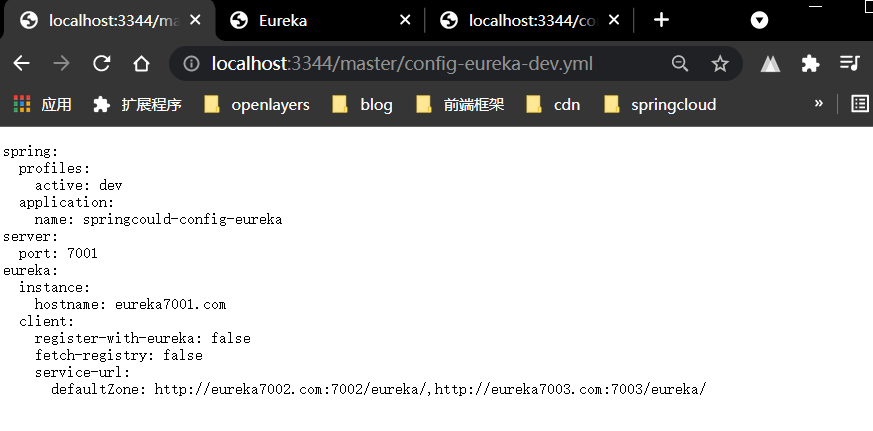 localhost:3344/ma
Eureka
localhost:3344/co
localhost:3344/master/config-eureka-dev.yml
应用 扩展程序 openlayers blog 前端框架 cdn springcloud »
spring:
  profiles:
    active: dev
  application:
    name: springcould-config-eureka
server:
  port: 7001
eureka:
  instance:
    hostname: eureka7001.com
  client:
    register-with-eureka: false
    fetch-registry: false
    service-url:
      defaultZone: http://eureka7002.com:7002/eureka/,http://eureka7003.com:7003/eureka/